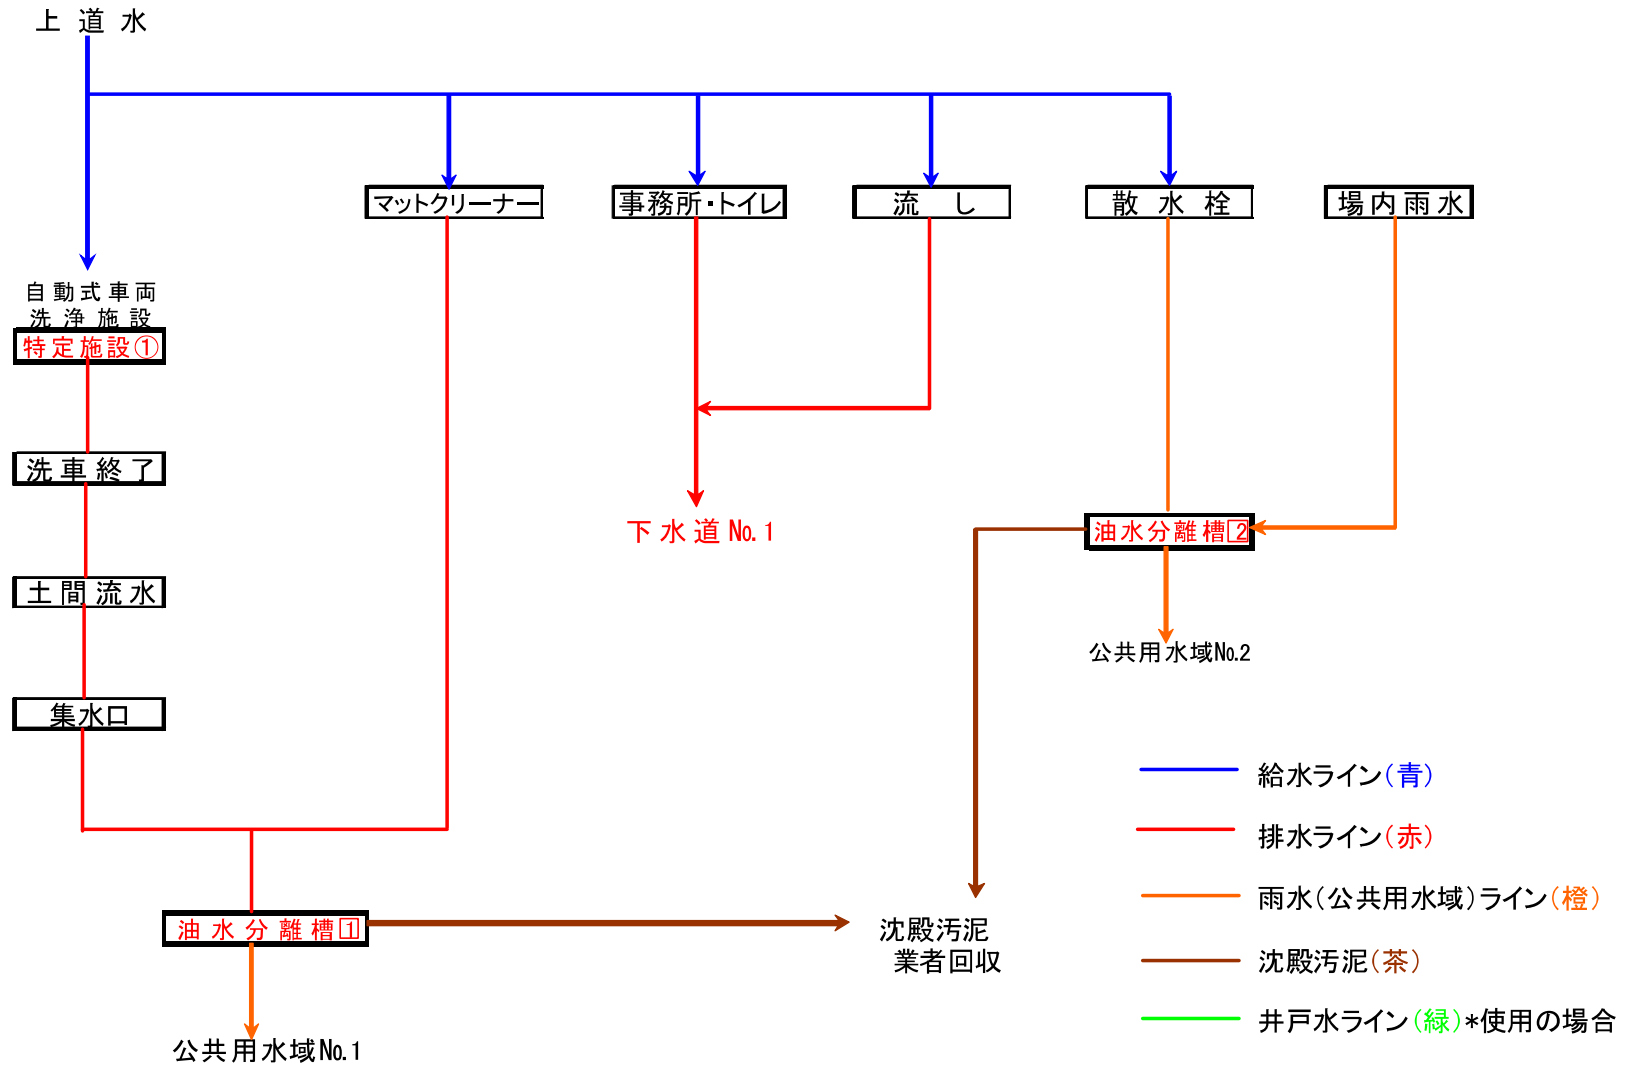 上道水
マットクリーナー
事務所・トイレ
流し
散水栓
場内雨水
自動式車両
洗浄施設
特定施設①
洗車終了
下水道№1
油水分離槽2
土間流水
公共用水域№2
集水口
給水ライン(青)
排水ライン(赤)
雨水(公共用水域)ライン(橙)
油水分離槽1
沈殿汚泥
業者回収
沈殿汚泥(茶)
井戸水ライン(緑)*使用の場合
公共用水域№1